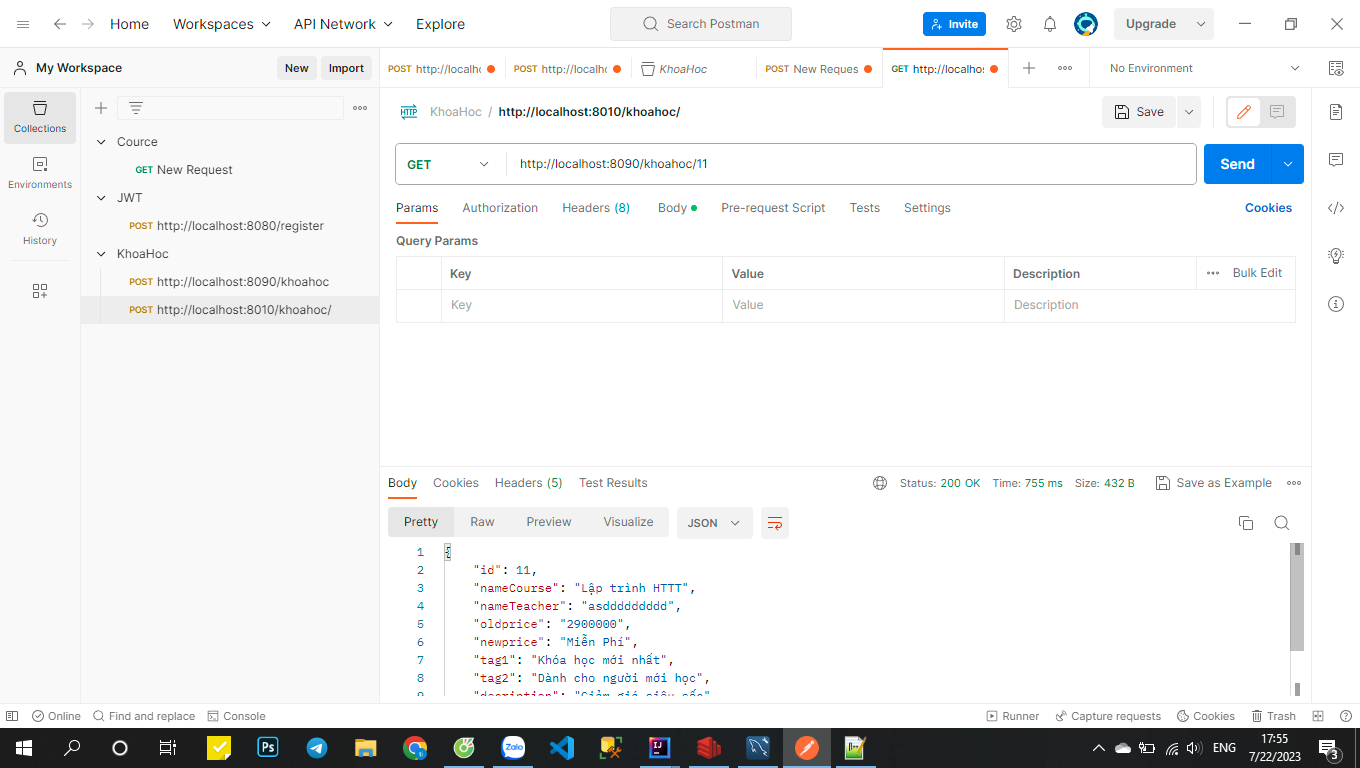 Home
Workspaces
API Network
Explore
Search Postman
Invite
Upgrade
My Workspace
New
Import
POST http://localh
POST http://localh
KhoaHoc
POST New Reques
GET http://localhos
No Environment
Collections
Environments
History
Cource
GET New Request
JWT
POST http://localhost:8080/register
KhoaHoc
POST http://localhost:8090/khoahoc
POST http://localhost:8010/khoahoc/
HTTP KhoaHoc / http://localhost:8010/khoahoc/
Save
GET http://localhost:8090/khoahoc/11
Send
Params Authorization Headers (8) Body Pre-request Script Tests Settings Cookies
Query Params
Key Value Description Bulk Edit
Key Value Description
Body Cookies Headers (5) Test Results Status: 200 OK Time: 755 ms Size: 432 B Save as Example
Pretty Raw Preview Visualize JSON
1 {
2 "id": 11,
3 "nameCourse": "Lập trình HTTT",
4 "nameTeacher": "asdddddddddd",
5 "oldprice": "2900000",
6 "newprice": "Miễn Phí",
7 "tag1": "Khóa học mới nhất",
8 "tag2": "Dành cho người mới học",
Online Find and replace Console Runner Capture requests Cookies Trash
Ps
Zalo
IJ
ENG
17:55
7/22/2023
3